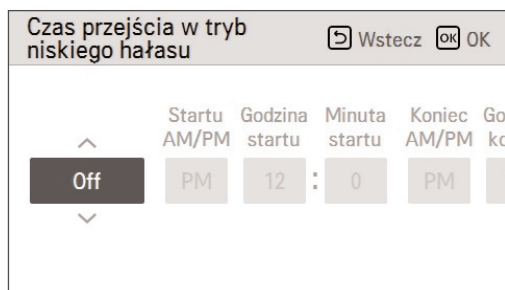 Czas przejścia w tryb
niskiego hałasu
Wstecz OK OK
Startu Godzina Minuta Koniec
AM/PM startu startu AM/PM
Off PM 12 : 0 PM